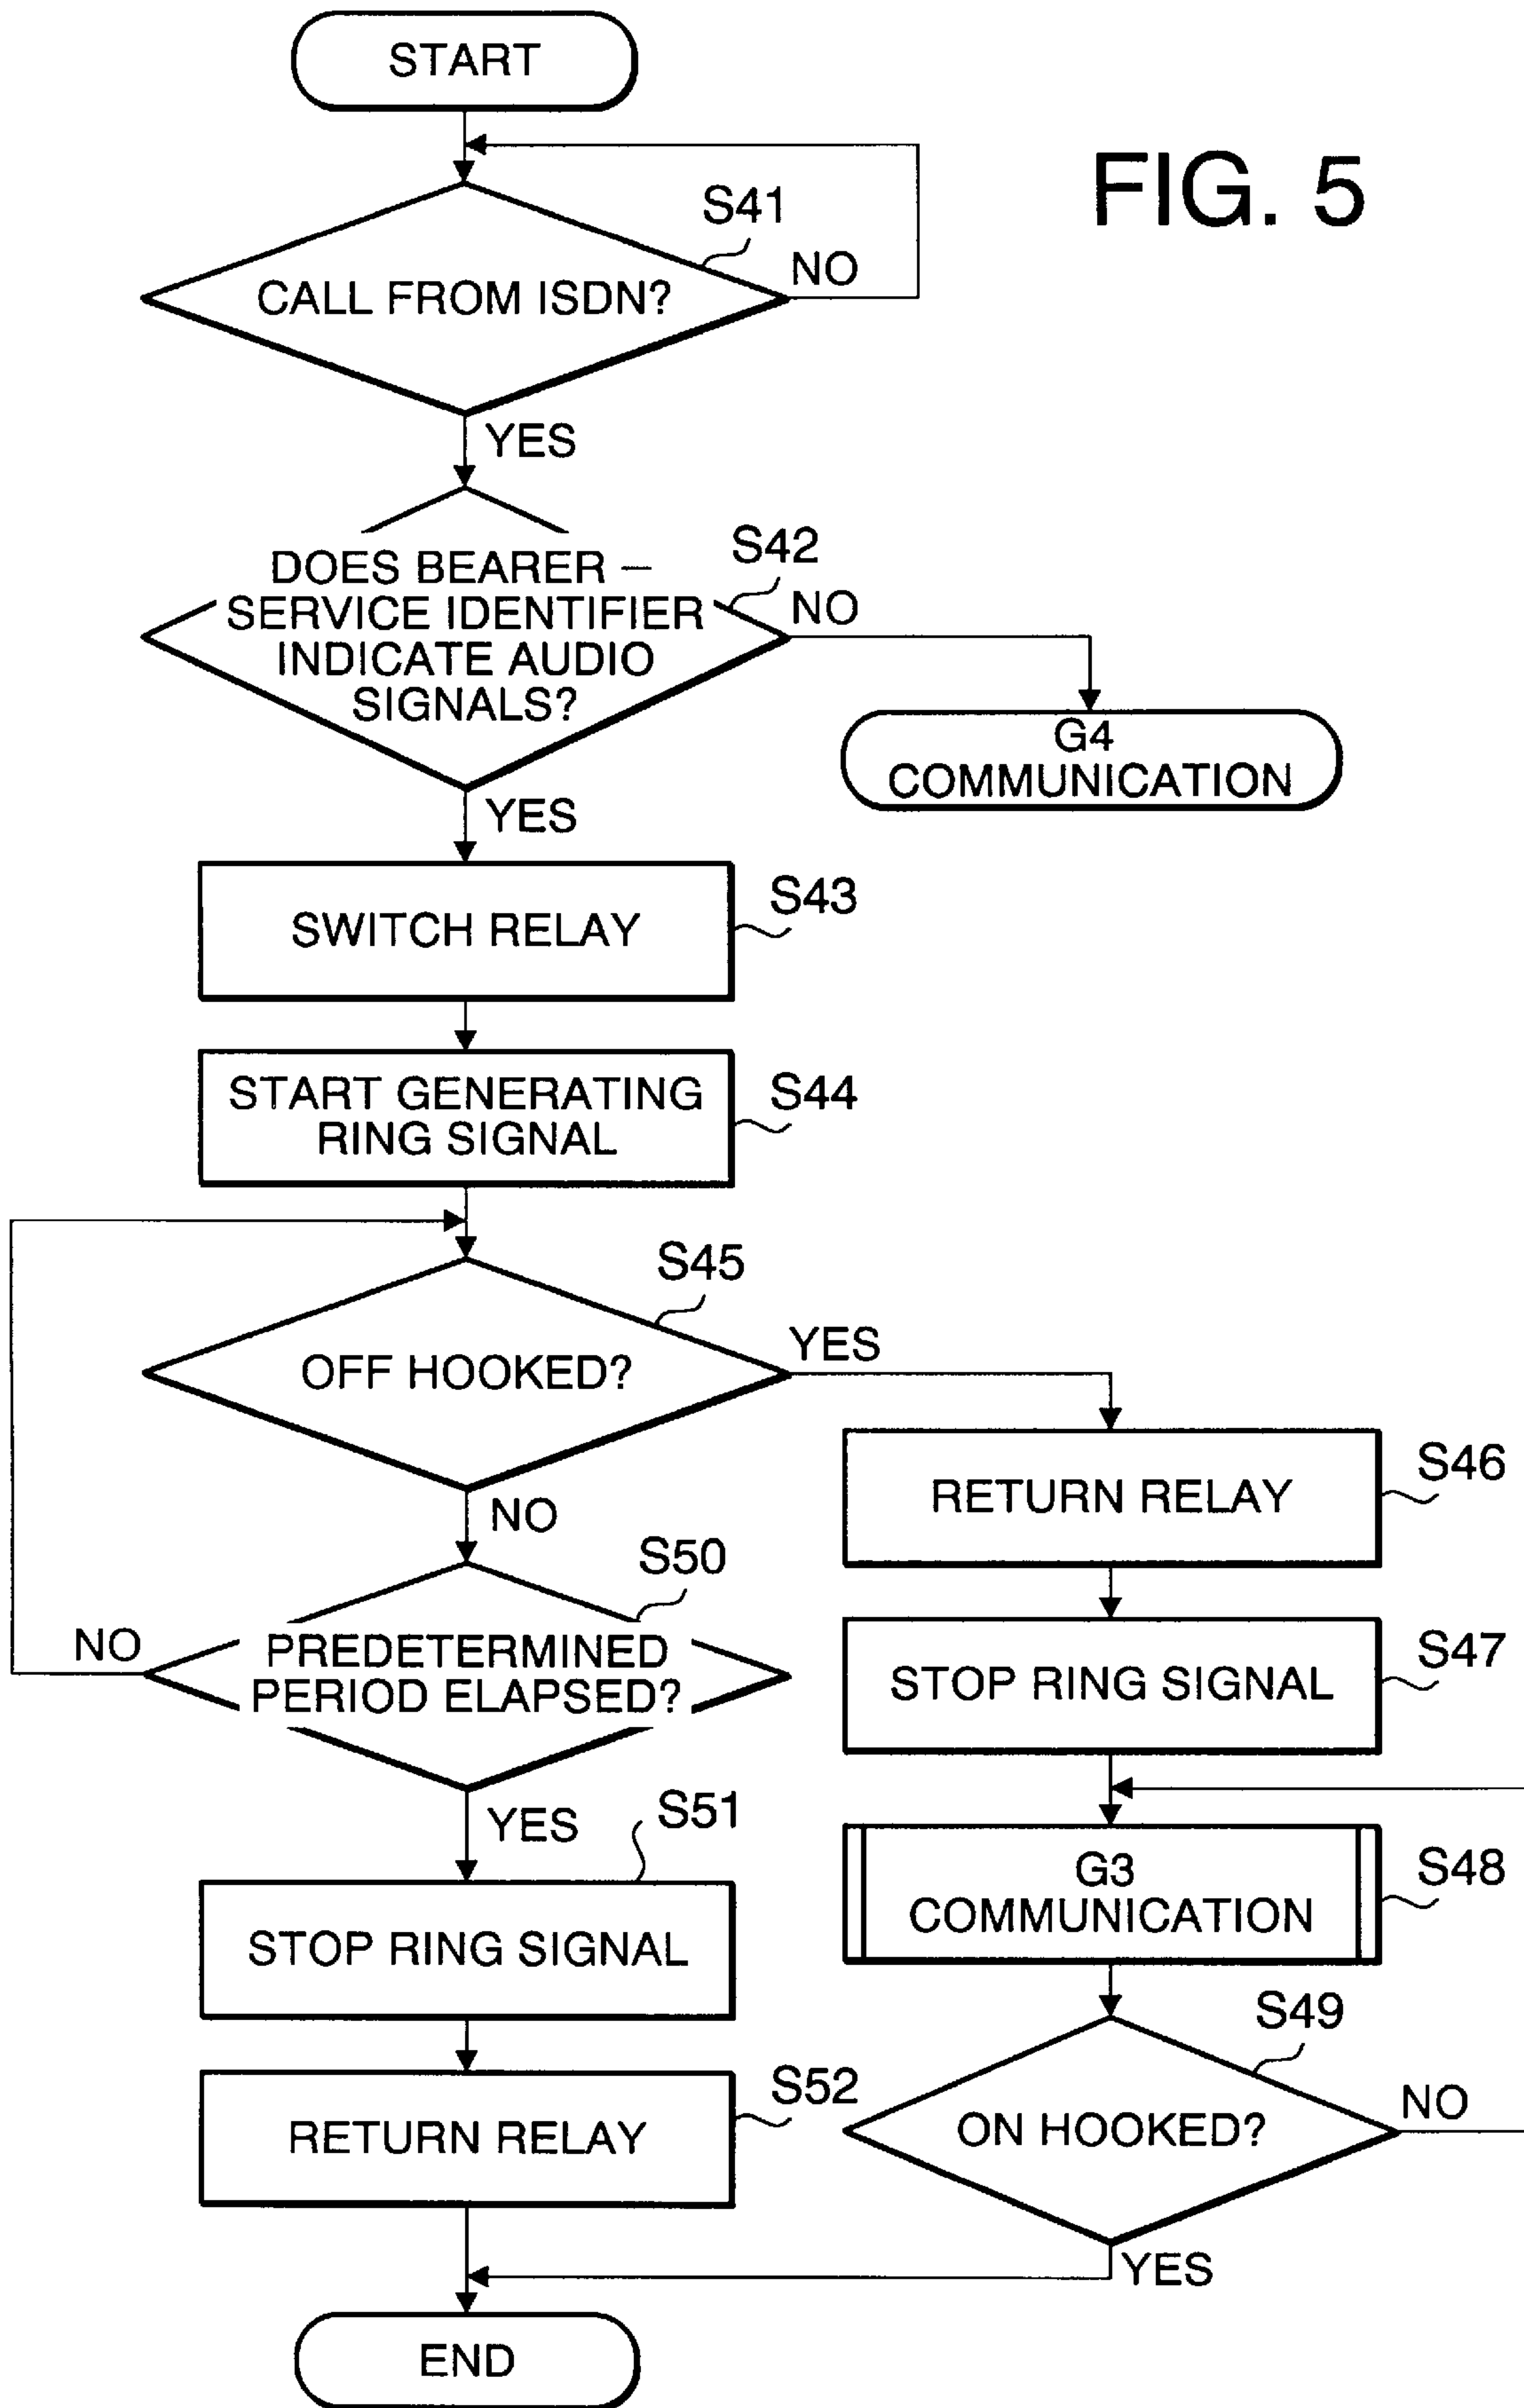 START
FIG. 5
S41
CALL FROM ISDN?
NO
YES
S42
DOES BEARER –
SERVICE IDENTIFIER
INDICATE AUDIO
SIGNALS?
NO
G4
COMMUNICATION
YES
SWITCH RELAY
S43
START GENERATING
RING SIGNAL
S44
S45
OFF HOOKED?
YES
RETURN RELAY
S46
NO
S50
PREDETERMINED
PERIOD ELAPSED?
NO
STOP RING SIGNAL
S47
YES
S51
STOP RING SIGNAL
G3
COMMUNICATION
S48
S49
ON HOOKED?
NO
RETURN RELAY
S52
YES
END